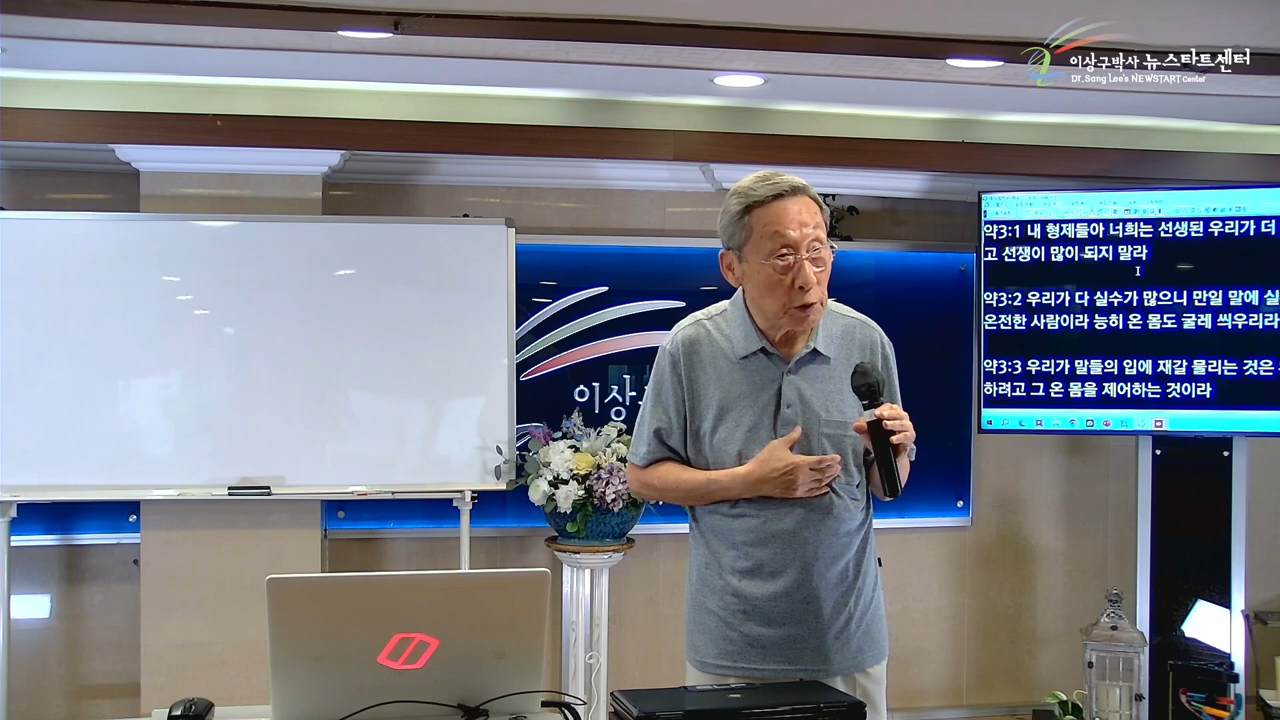 이상구박사 뉴스타트센터
Dr. Sang Lee's NEWSTART Center
약3:1 내 형제들아 너희는 선생된 우리가 더
고 선생이 많이 되지 말라
약3:2 우리가 다 실수가 많으니 만일 말에 실
온전한 사람이라 능히 온 몸도 굴레 씌우리라
약3:3 우리가 말들의 입에 재갈 물리는 것은
하려고 그 온 몸을 제어하는 것이라
이상